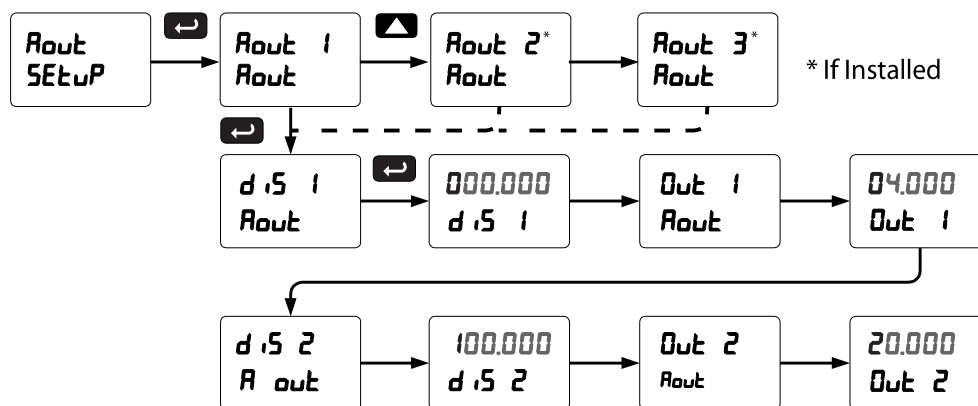 Aout
SEtuP
Aout 1
Aout
Aout 2*
Aout
Aout 3*
Aout
* If Installed
diS 1
Aout
000.000
diS 1
Out 1
Aout
04.000
Out 1
diS 2
A out
100.000
diS 2
Out 2
Aout
20.000
Out 2